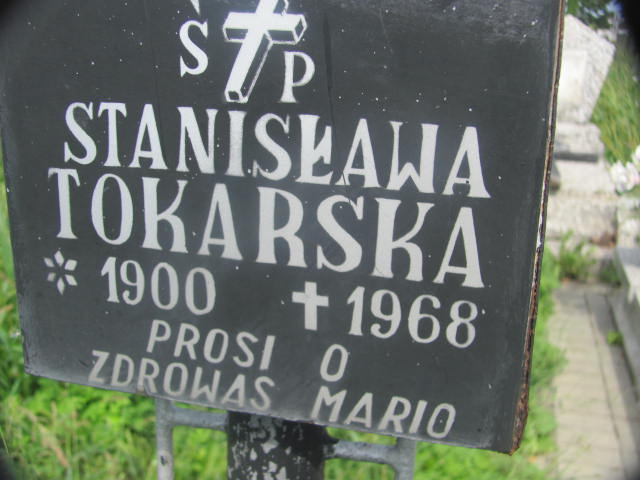 Ś P
STANISŁAWA
TOKARSKA
* 1900 ✝ 1968
PROSI O
ZDROWAS MARIO